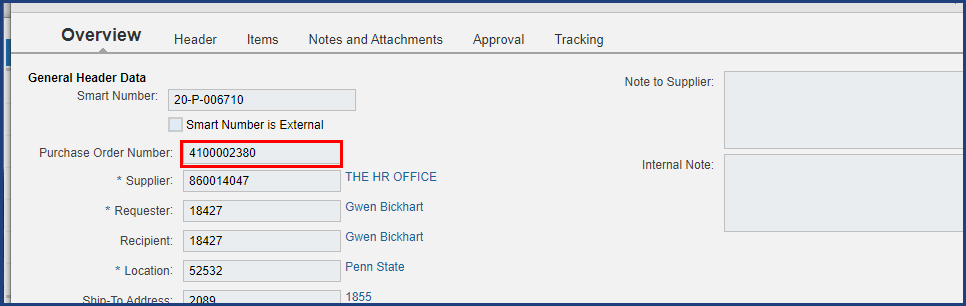 Overview Header Items Notes and Attachments Approval Tracking
General Header Data
Smart Number: 20-P-006710
Smart Number is External
Purchase Order Number: 4100002380
* Supplier: 860014047 THE HR OFFICE
* Requester: 18427 Gwen Bickhart
Recipient: 18427 Gwen Bickhart
* Location: 52532 Penn State
Ship-To Address: 2089 1855
Note to Supplier:
Internal Note: